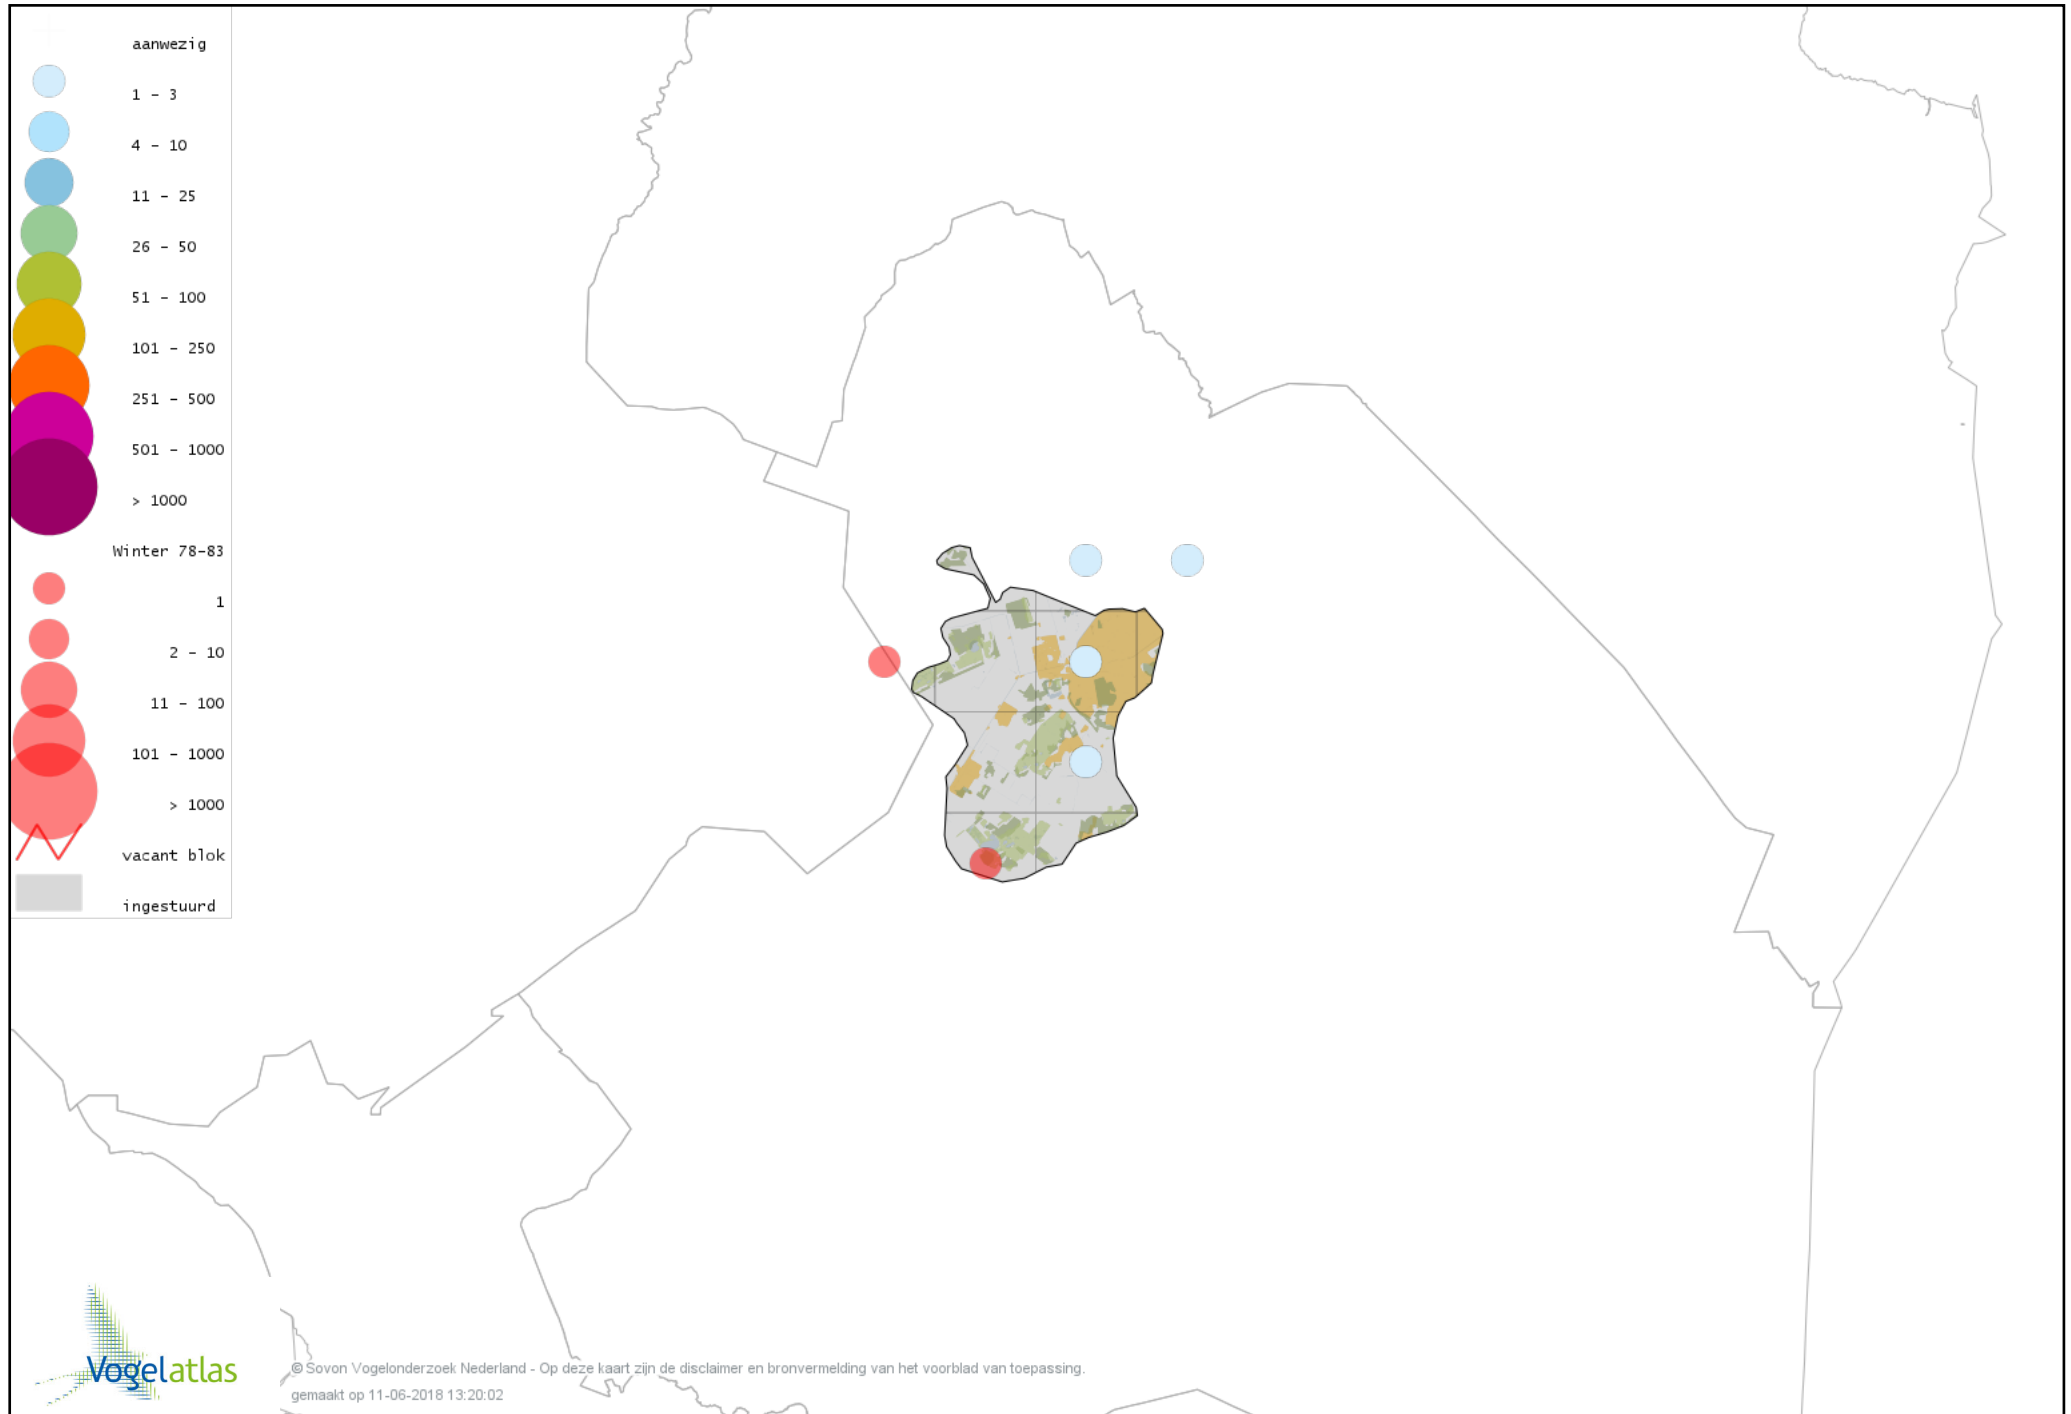 aanwezig
1 - 3
4 - 10
11 - 25
26 - 50
51 - 100
101 - 250
251 - 500
501 - 1000
> 1000
Winter 78-83
1
2 - 10
11 - 100
101 - 1000
> 1000
vacant blok
ingestuurd
Vogelatlas
© Sovon Vogelonderzoek Nederland - Op deze kaart zijn de disclaimer en bronvermelding van het voorblad van toepassing.
gemaakt op 11-06-2018 13:20:02